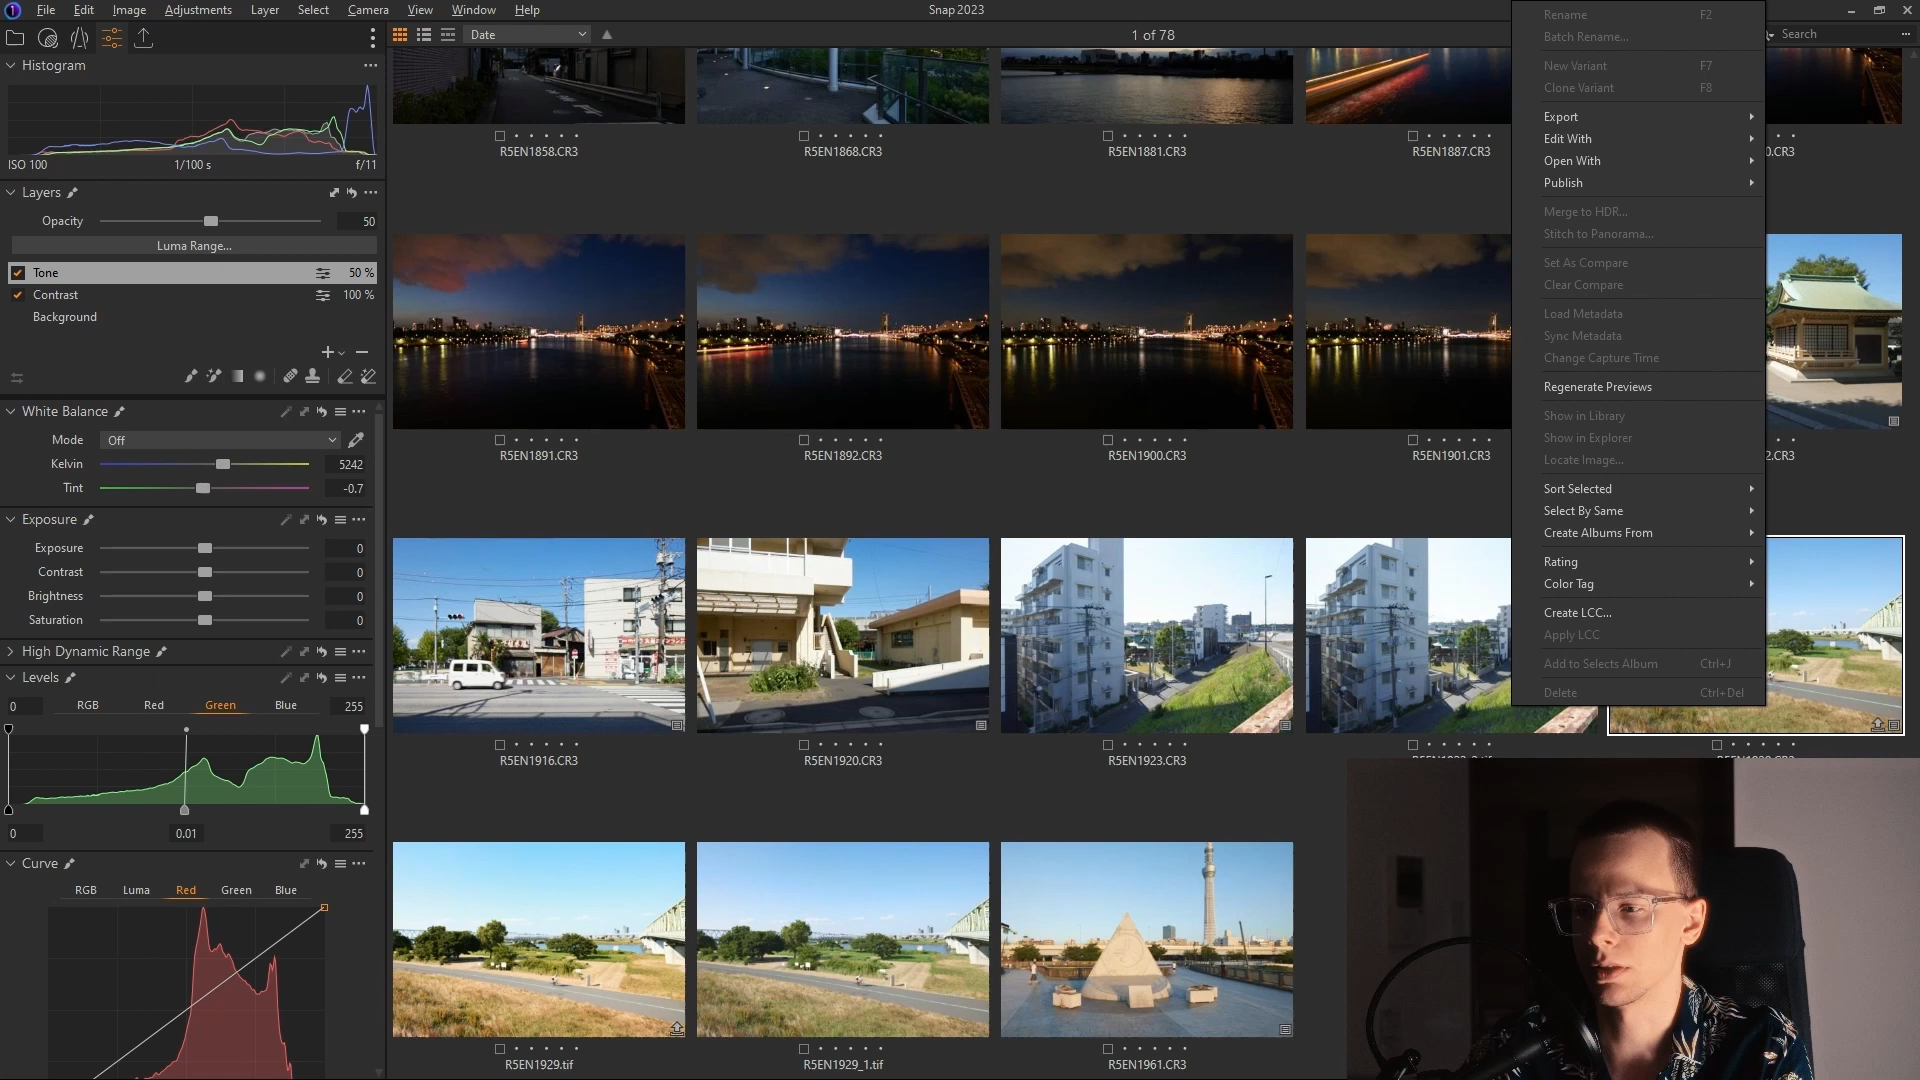 File Edit Image Adjustments Layer Select Camera View Window Help
Snap 2023
Date
1 of 78
Search
Histogram
ISO 100 1/100 s f/11
Layers
Opacity 50
Luma Range...
Tone 50 %
Contrast 100 %
Background
White Balance
Mode Off
Kelvin 5242
Tint -0.7
Exposure
Exposure 0
Contrast 0
Brightness 0
Saturation 0
High Dynamic Range
Levels
0 RGB Red Green Blue 255
0 0.01 255
Curve
RGB Luma Red Green Blue
R5EN1858.CR3 R5EN1868.CR3 R5EN1881.CR3 R5EN1887.CR3 0.CR3
R5EN1891.CR3 R5EN1892.CR3 R5EN1900.CR3 R5EN1901.CR3 2.CR3
R5EN1916.CR3 R5EN1920.CR3 R5EN1923.CR3
R5EN1929.tif R5EN1929_1.tif R5EN1961.CR3
Rename F2
Batch Rename...
New Variant F7
Clone Variant F8
Export
Edit With
Open With
Publish
Merge to HDR...
Stitch to Panorama...
Set As Compare
Clear Compare
Load Metadata
Sync Metadata
Change Capture Time
Regenerate Previews
Show in Library
Show in Explorer
Locate Image...
Sort Selected
Select By Same
Create Albums From
Rating
Color Tag
Create LCC...
Apply LCC
Add to Selects Album Ctrl+J
Delete Ctrl+Del